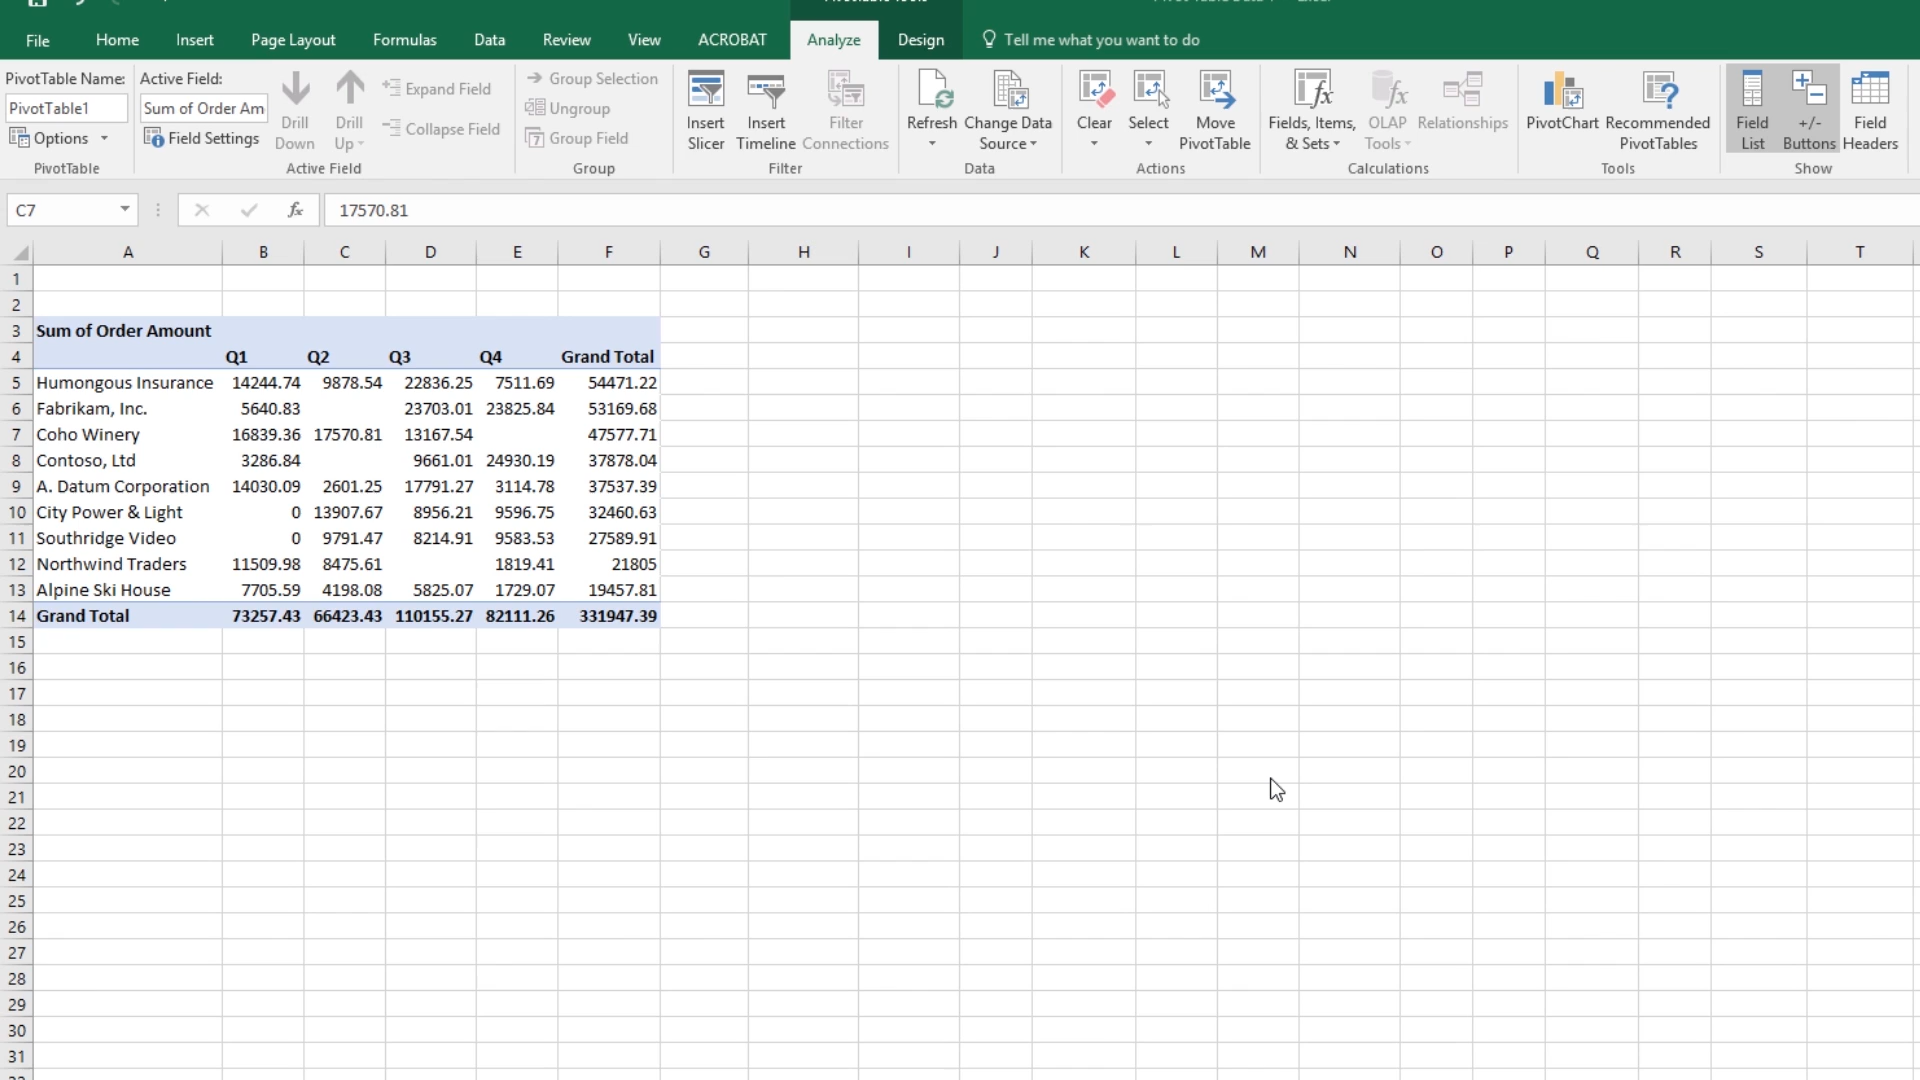 File Home Insert Page Layout Formulas Data Review View ACROBAT Analyze Design Tell me what you want to do
PivotTable Name: Active Field:
PivotTable1 Sum of Order Am
Options Field Settings
Drill Down Drill Up
Expand Field
Collapse Field
Group Selection
Ungroup
7 Group Field
Insert Slicer Insert Timeline Filter Connections
Refresh Change Data Source
Clear Select Move PivotTable
Fields, Items, & Sets OLAP Tools Relationships
PivotChart Recommended PivotTables
Field List +/- Buttons Field Headers
PivotTable Active Field Group Filter Data Actions Calculations Tools Show
C7 fx 17570.81
A B C D E F G H I J K L M N O P Q R S T
1
2
3 Sum of Order Amount
4 Q1 Q2 Q3 Q4 Grand Total
5 Humongous Insurance 14244.74 9878.54 22836.25 7511.69 54471.22
6 Fabrikam, Inc. 5640.83 23703.01 23825.84 53169.68
7 Coho Winery 16839.36 17570.81 13167.54 47577.71
8 Contoso, Ltd 3286.84 9661.01 24930.19 37878.04
9 A. Datum Corporation 14030.09 2601.25 17791.27 3114.78 37537.39
10 City Power & Light 0 13907.67 8956.21 9596.75 32460.63
11 Southridge Video 0 9791.47 8214.91 9583.53 27589.91
12 Northwind Traders 11509.98 8475.61 1819.41 21805
13 Alpine Ski House 7705.59 4198.08 5825.07 1729.07 19457.81
14 Grand Total 73257.43 66423.43 110155.27 82111.26 331947.39
15
16
17
18
19
20
21
22
23
24
25
26
27
28
29
30
31